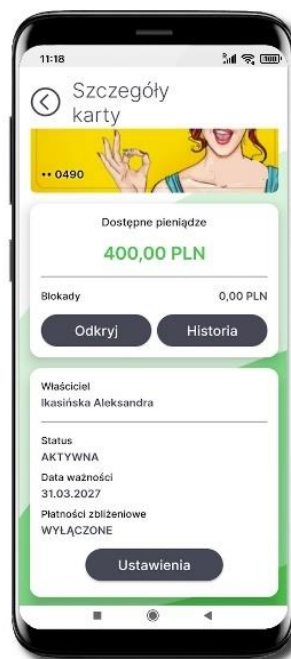 11:18
Szczegóły
karty
•• 0490
Dostępne pieniądze
400,00 PLN
Blokady 0,00 PLN
Odkryj Historia
Właściciel
Ikasińska Aleksandra
Status
AKTYWNA
Data ważności
31.03.2027
Płatności zbliżeniowe
WYŁĄCZONE
Ustawienia